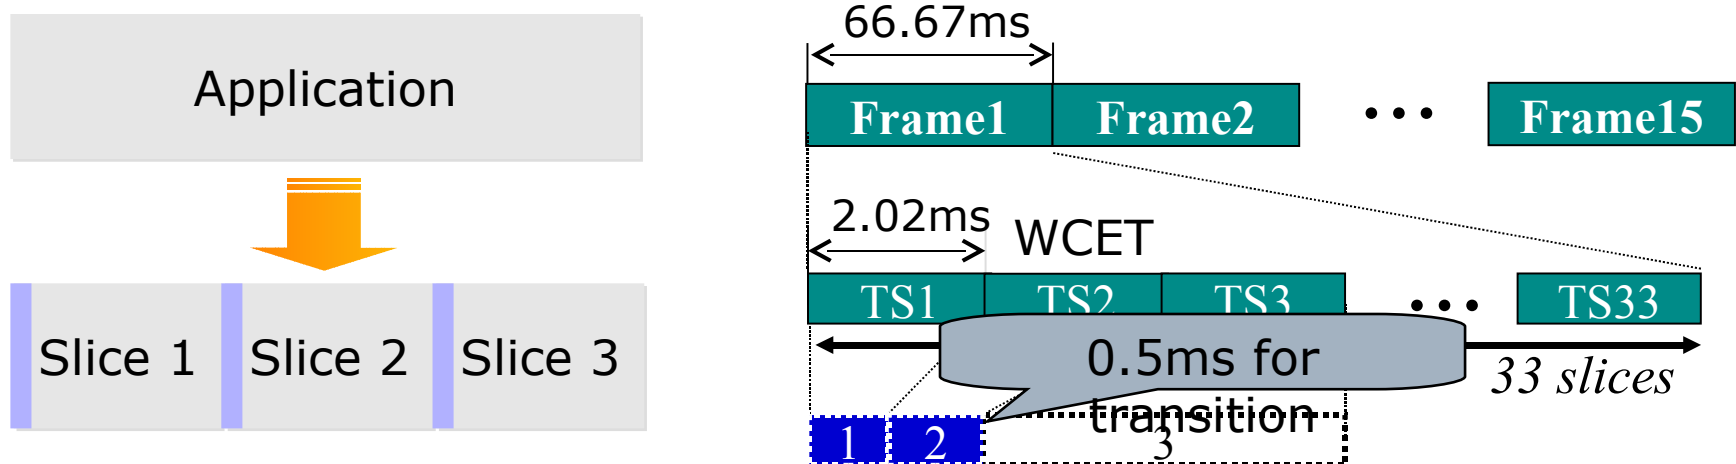 Application
Slice 1 Slice 2 Slice 3
66.67ms
Frame1 Frame2 ••• Frame15
2.02ms
WCET
TS1 TS2 TS3 ••• TS33
0.5ms for
transition
33 slices
1 2 3